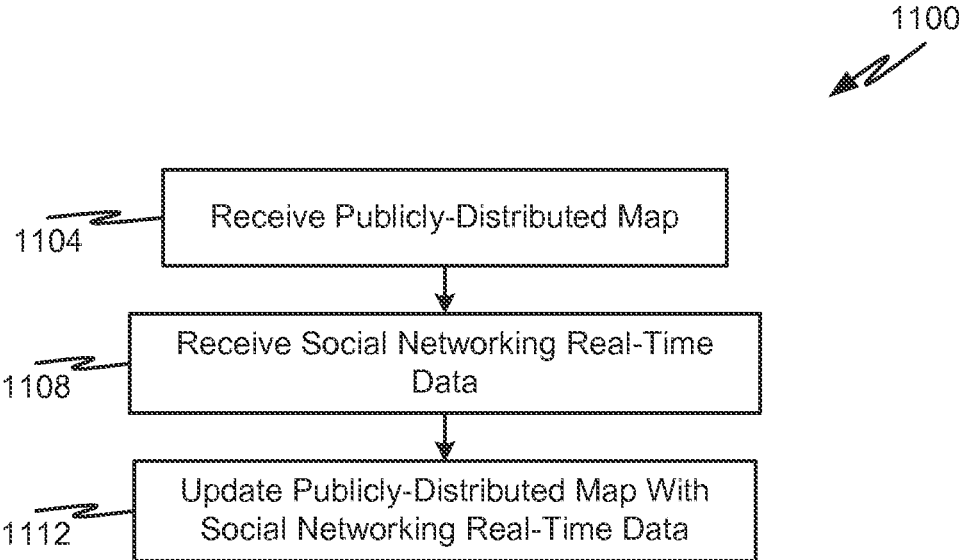 1100
Receive Publicly-Distributed Map
1104
Receive Social Networking Real-Time
Data
1108
Update Publicly-Distributed Map With
Social Networking Real-Time Data
1112